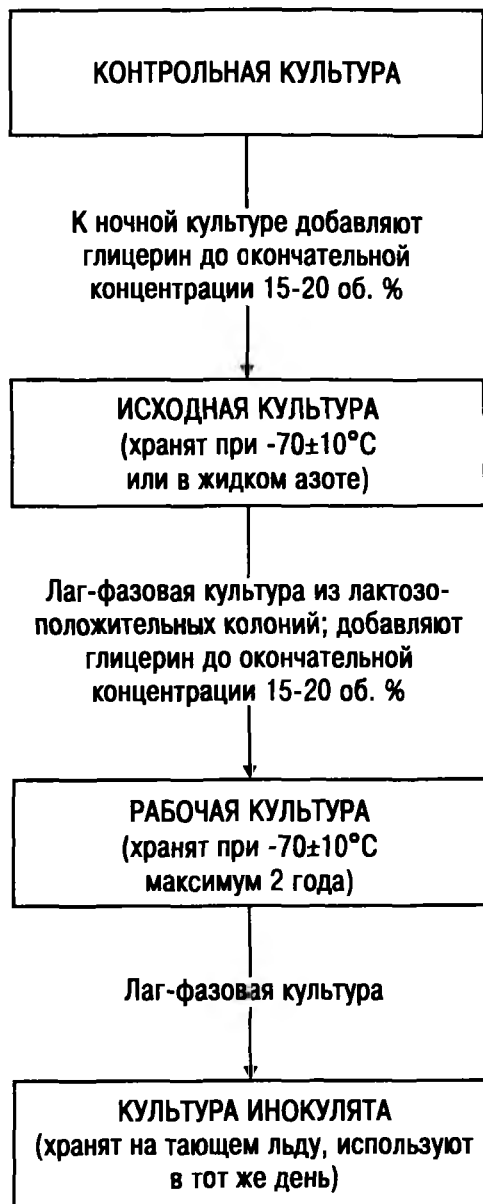 КОНТРОЛЬНАЯ КУЛЬТУРА
К ночной культуре добавляют
глицерин до окончательной
концентрации 15-20 об. %
ИСХОДНАЯ КУЛЬТУРА
(хранят при -70±10°С
или в жидком азоте)
Лаг-фазовая культура из лактозо-
положительных колоний; добавляют
глицерин до окончательной
концентрации 15-20 об. %
РАБОЧАЯ КУЛЬТУРА
(хранят при -70±10°С
максимум 2 года)
Лаг-фазовая культура
КУЛЬТУРА ИНОКУЛЯТА
(хранят на тающем льду, используют
в тот же день)